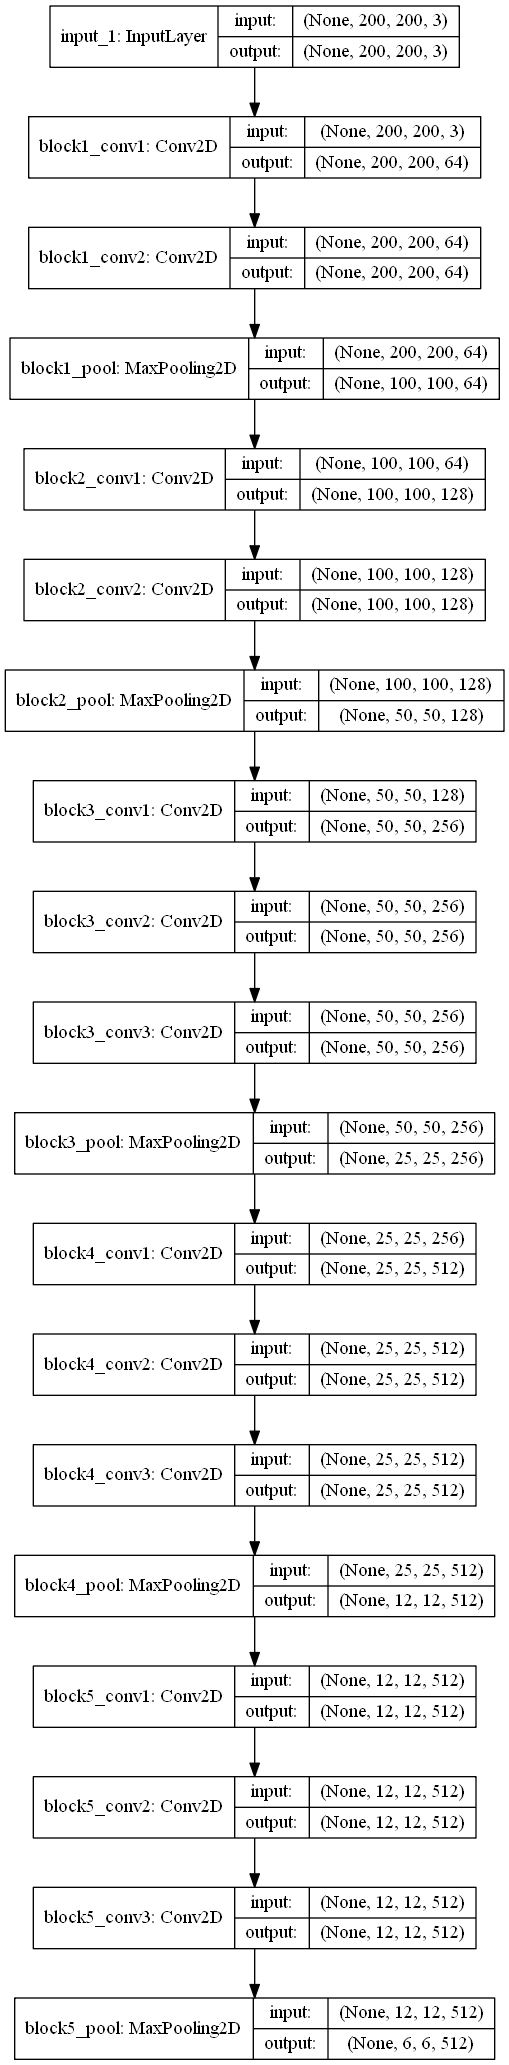 input_1: InputLayer
input: (None, 200, 200, 3)
output: (None, 200, 200, 3)
block1_conv1: Conv2D
input: (None, 200, 200, 3)
output: (None, 200, 200, 64)
block1_conv2: Conv2D
input: (None, 200, 200, 64)
output: (None, 200, 200, 64)
block1_pool: MaxPooling2D
input: (None, 200, 200, 64)
output: (None, 100, 100, 64)
block2_conv1: Conv2D
input: (None, 100, 100, 64)
output: (None, 100, 100, 128)
block2_conv2: Conv2D
input: (None, 100, 100, 128)
output: (None, 100, 100, 128)
block2_pool: MaxPooling2D
input: (None, 100, 100, 128)
output: (None, 50, 50, 128)
block3_conv1: Conv2D
input: (None, 50, 50, 128)
output: (None, 50, 50, 256)
block3_conv2: Conv2D
input: (None, 50, 50, 256)
output: (None, 50, 50, 256)
block3_conv3: Conv2D
input: (None, 50, 50, 256)
output: (None, 50, 50, 256)
block3_pool: MaxPooling2D
input: (None, 50, 50, 256)
output: (None, 25, 25, 256)
block4_conv1: Conv2D
input: (None, 25, 25, 256)
output: (None, 25, 25, 512)
block4_conv2: Conv2D
input: (None, 25, 25, 512)
output: (None, 25, 25, 512)
block4_conv3: Conv2D
input: (None, 25, 25, 512)
output: (None, 25, 25, 512)
block4_pool: MaxPooling2D
input: (None, 25, 25, 512)
output: (None, 12, 12, 512)
block5_conv1: Conv2D
input: (None, 12, 12, 512)
output: (None, 12, 12, 512)
block5_conv2: Conv2D
input: (None, 12, 12, 512)
output: (None, 12, 12, 512)
block5_conv3: Conv2D
input: (None, 12, 12, 512)
output: (None, 12, 12, 512)
block5_pool: MaxPooling2D
input: (None, 12, 12, 512)
output: (None, 6, 6, 512)